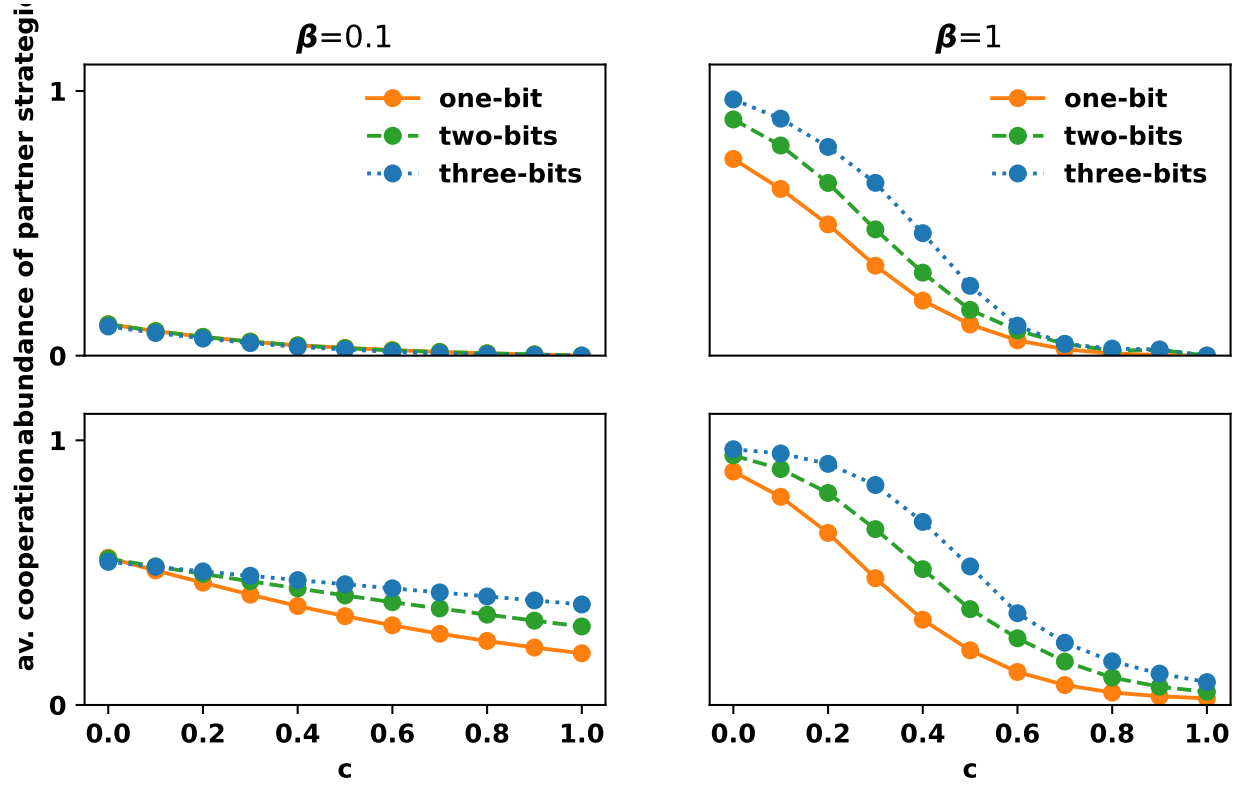 β=0.1
β=1
abundance of partner
1
0
one-bit
two-bits
three-bits
one-bit
two-bits
three-bits
av. cooperation
1
0
0.0 0.2 0.4 0.6 0.8 1.0
c
0.0 0.2 0.4 0.6 0.8 1.0
c